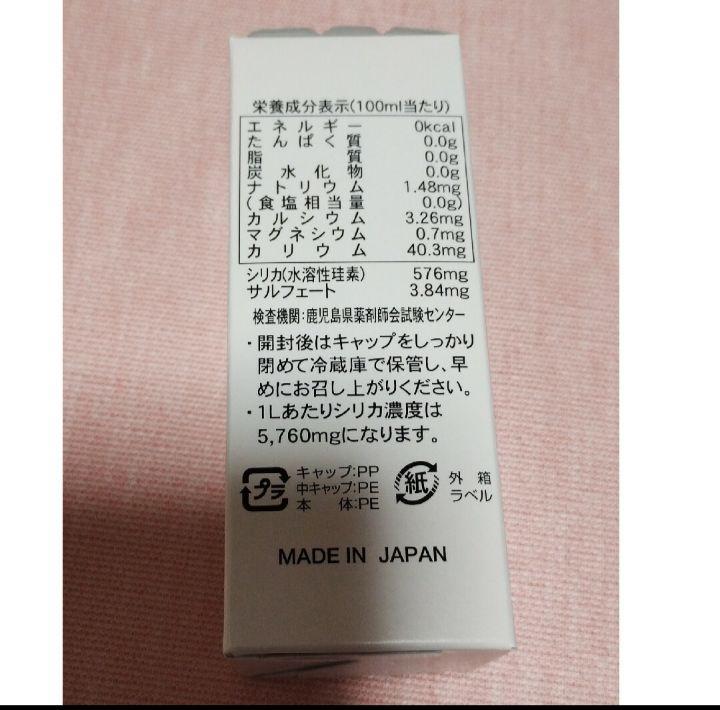 栄養成分表示(100ml当たり)
エネルギー 0kcal
たんぱく質 0.0g
脂質 0.0g
炭水化物 0.0g
ナトリウム 1.48mg
(食塩相当量 0.0g)
カルシウム 3.26mg
マグネシウム 0.7mg
カリウム 40.3mg
シリカ(水溶性珪素) 576mg
サルフェート 3.84mg
検査機関:鹿児島県薬剤師会試験センター
・開封後はキャップをしっかり
閉めて冷蔵庫で保管し、早
めにお召し上がりください。
・1Lあたりシリカ濃度は
5,760mgになります。
プラ キャップ:PP
中キャップ:PE
本体:PE
紙 外箱
ラベル
MADE IN JAPAN